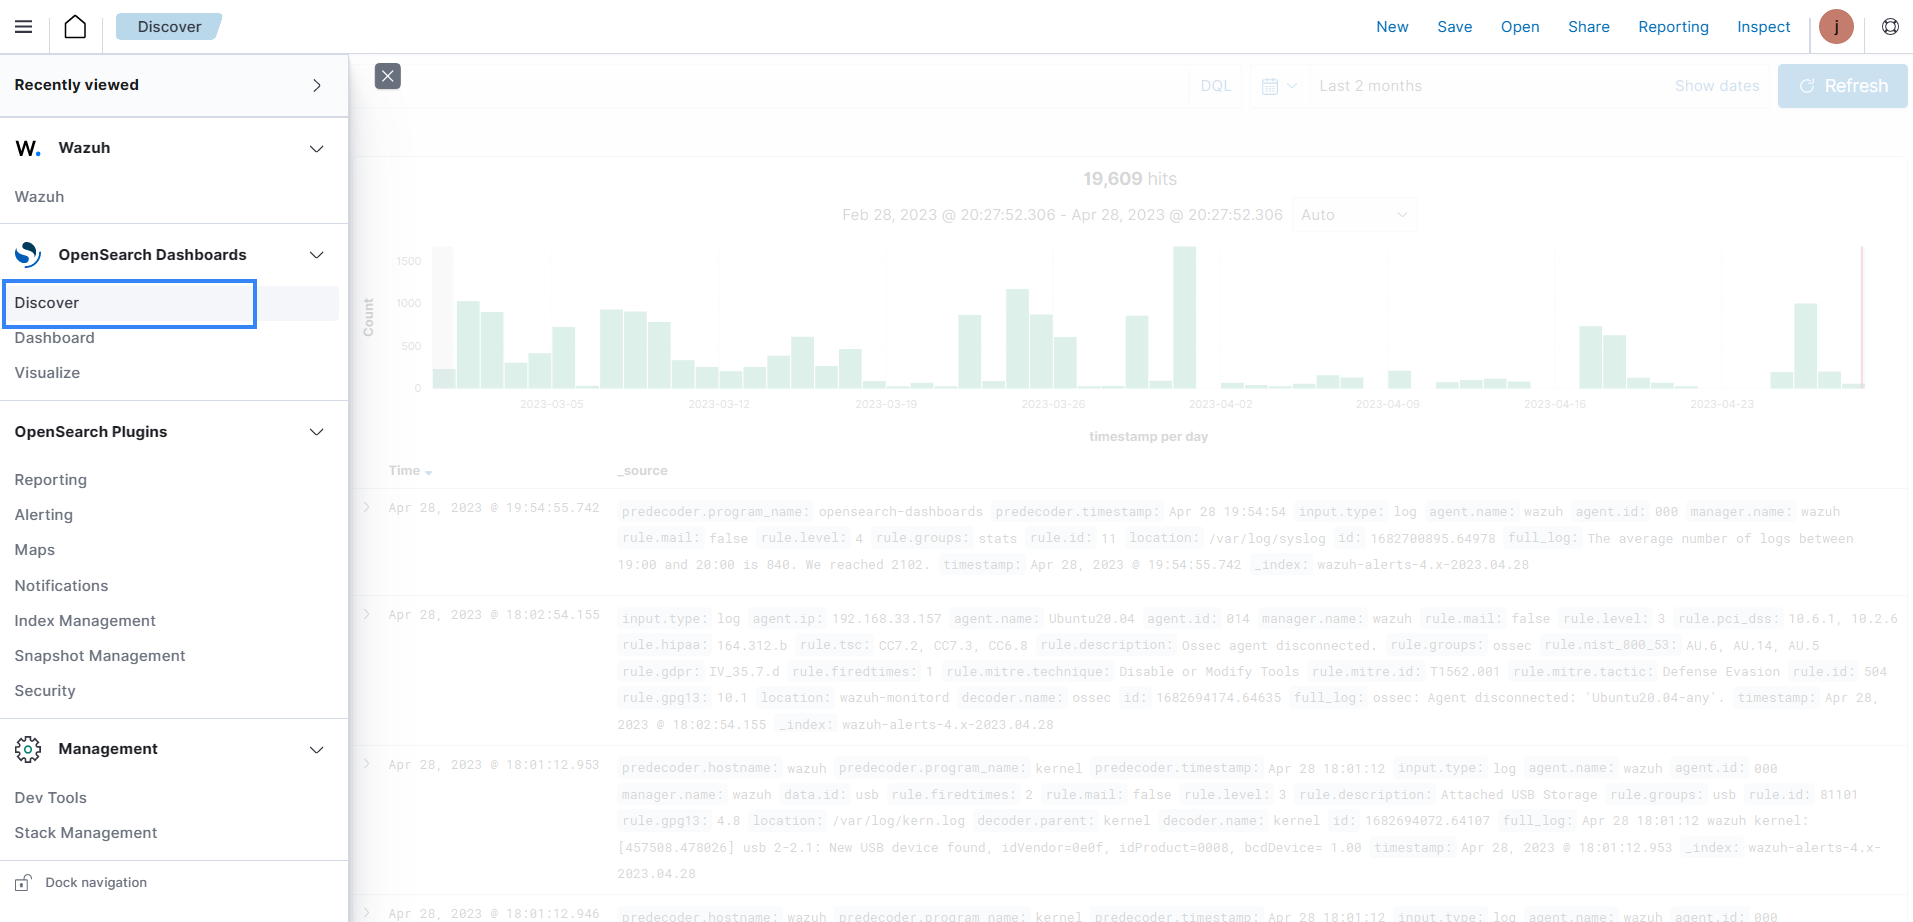 Discover
New Save Open Share Reporting Inspect j
Recently viewed
W. Wazuh
Wazuh
OpenSearch Dashboards
Discover
Dashboard
Visualize
OpenSearch Plugins
Reporting
Alerting
Maps
Notifications
Index Management
Snapshot Management
Security
Management
Dev Tools
Stack Management
Dock navigation
DQL Last 2 months Show dates Refresh
19,609 hits
Feb 28, 2023 @ 20:27:52.306 - Apr 28, 2023 @ 20:27:52.306 Auto
Count
1500
1000
500
0
2023-03-05 2023-03-12 2023-03-19 2023-03-26 2023-04-02 2023-04-09 2023-04-16 2023-04-23
timestamp per day
Time _source
Apr 28, 2023 @ 19:54:55.742 predecoder.program_name: opensearch-dashboards predecoder.timestamp: Apr 28 19:54:54 input.type: log agent.name: wazuh agent.id: 000 manager.name: wazuh
rule.mail: false rule.level: 4 rule.groups: stats rule.id: 11 location: /var/log/syslog id: 1682700895.64978 full_log: The average number of logs between
19:00 and 20:00 is 840. We reached 2102. timestamp: Apr 28, 2023 @ 19:54:55.742 _index: wazuh-alerts-4.x-2023.04.28
Apr 28, 2023 @ 18:02:54.155 input.type: log agent.ip: 192.168.33.157 agent.name: Ubuntu20.04 agent.id: 014 manager.name: wazuh rule.mail: false rule.level: 3 rule.pci_dss: 10.6.1, 10.2.6
rule.hipaa: 164.312.b rule.tsc: CC7.2, CC7.3, CC6.8 rule.description: Ossec agent disconnected. rule.groups: ossec rule.nist_800_53: AU.6, AU.14, AU.5
rule.gdpr: IV_35.7.d rule.firedtimes: 1 rule.mitre.technique: Disable or Modify Tools rule.mitre.id: T1562.001 rule.mitre.tactic: Defense Evasion rule.id: 504
rule.gpg13: 10.1 location: wazuh-monitord decoder.name: ossec id: 1682694174.64635 full_log: ossec: Agent disconnected: 'Ubuntu20.04-any'. timestamp: Apr 28,
2023 @ 18:02:54.155 _index: wazuh-alerts-4.x-2023.04.28
Apr 28, 2023 @ 18:01:12.953 predecoder.hostname: wazuh predecoder.program_name: kernel predecoder.timestamp: Apr 28 18:01:12 input.type: log agent.name: wazuh agent.id: 000
manager.name: wazuh data.id: usb rule.firedtimes: 2 rule.mail: false rule.level: 3 rule.description: Attached USB Storage rule.groups: usb rule.id: 81101
rule.gpg13: 4.8 location: /var/log/kern.log decoder.parent: kernel decoder.name: kernel id: 1682694072.64107 full_log: Apr 28 18:01:12 wazuh kernel:
[457508.478026] usb 2-2.1: New USB device found, idVendor=0e0f, idProduct=0008, bcdDevice= 1.00 timestamp: Apr 28, 2023 @ 18:01:12.953 _index: wazuh-alerts-4.x-
2023.04.28
Apr 28, 2023 @ 18:01:12.946 predecoder.hostname: wazuh predecoder.program_name: kernel predecoder.timestamp: Apr 28 18:01:12 input.type: log agent.name: wazuh agent.id: 000